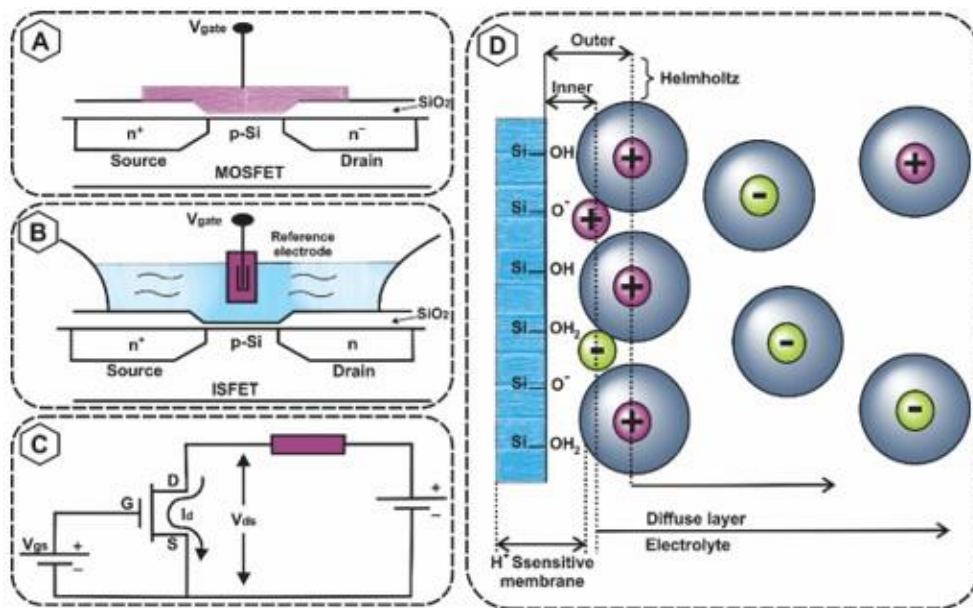 A
Vgate
SiO₂
n⁺
p-Si
n⁻
Source
Drain
MOSFET
B
Vgate
Reference
electrode
SiO₂
n⁺
p-Si
n
Source
Drain
ISFET
C
D
G
Id
S
Vds
Vgs
+
−
+
−
D
Outer
Helmholtz
Inner
Si
OH
+
+
-
Si
O⁻
+
Si
OH
+
Si
OH₂
-
-
Si
O⁻
-
Si
OH₂
+
Diffuse layer
Electrolyte
H⁺ Ssensitive
membrane